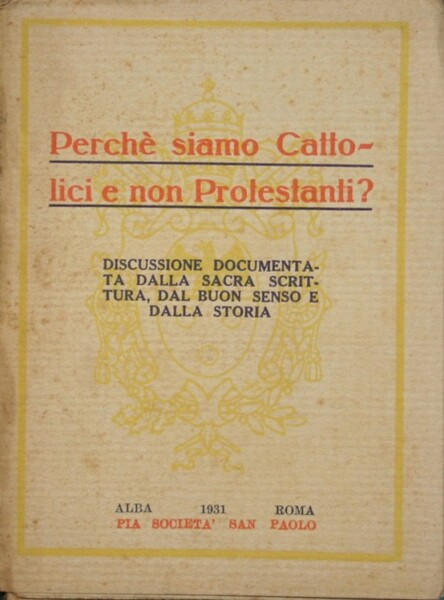 Perchè siamo Catto-
lici e non Protestanti?
DISCUSSIONE DOCUMENTA-
TA DALLA SACRA SCRIT-
TURA, DAL BUON SENSO E
DALLA STORIA
ALBA 1931 ROMA
PIA SOCIETA' SAN PAOLO